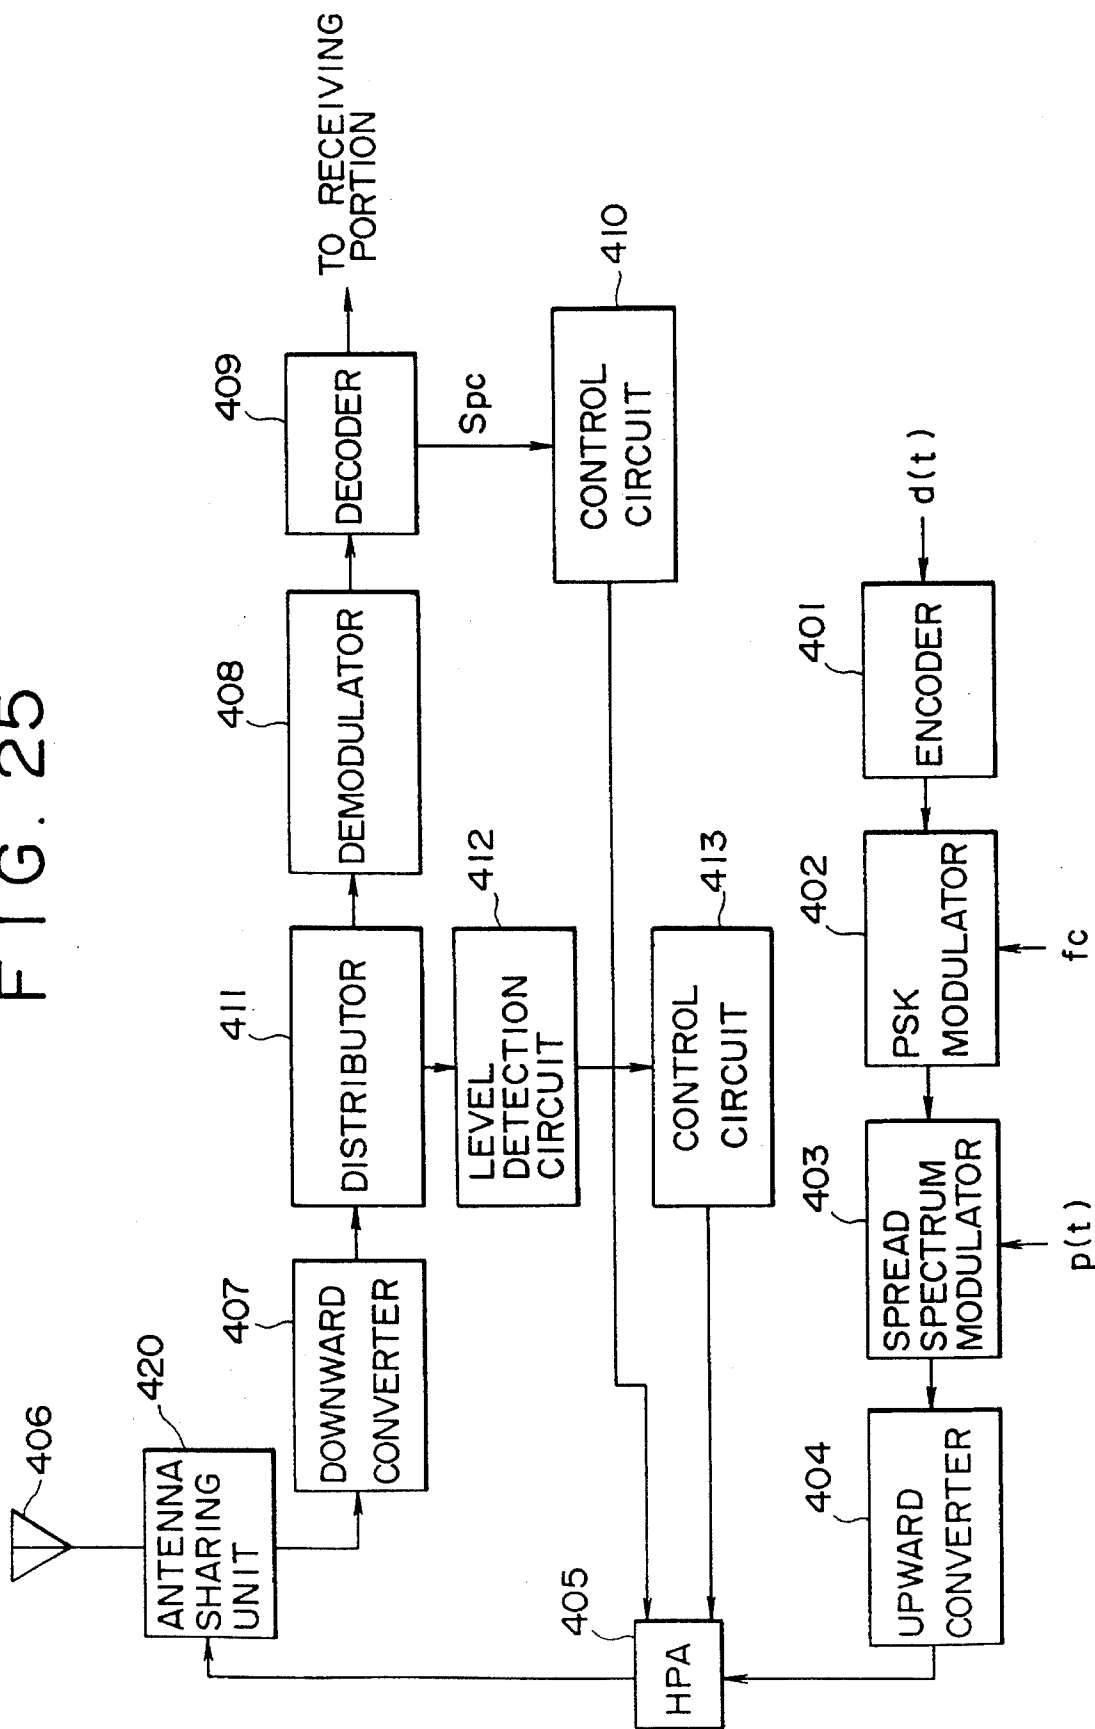 FIG. 25
406
420
ANTENNA
SHARING
UNIT
407
DOWNWARD
CONVERTER
411
DISTRIBUTOR
408
DEMODULATOR
409
DECODER
TO RECEIVING
PORTION
Spc
412
LEVEL
DETECTION
CIRCUIT
410
CONTROL
CIRCUIT
413
CONTROL
CIRCUIT
405
HPA
404
UPWARD
CONVERTER
403
SPREAD
SPECTRUM
MODULATOR
p(t)
402
PSK
MODULATOR
fc
401
ENCODER
d(t)